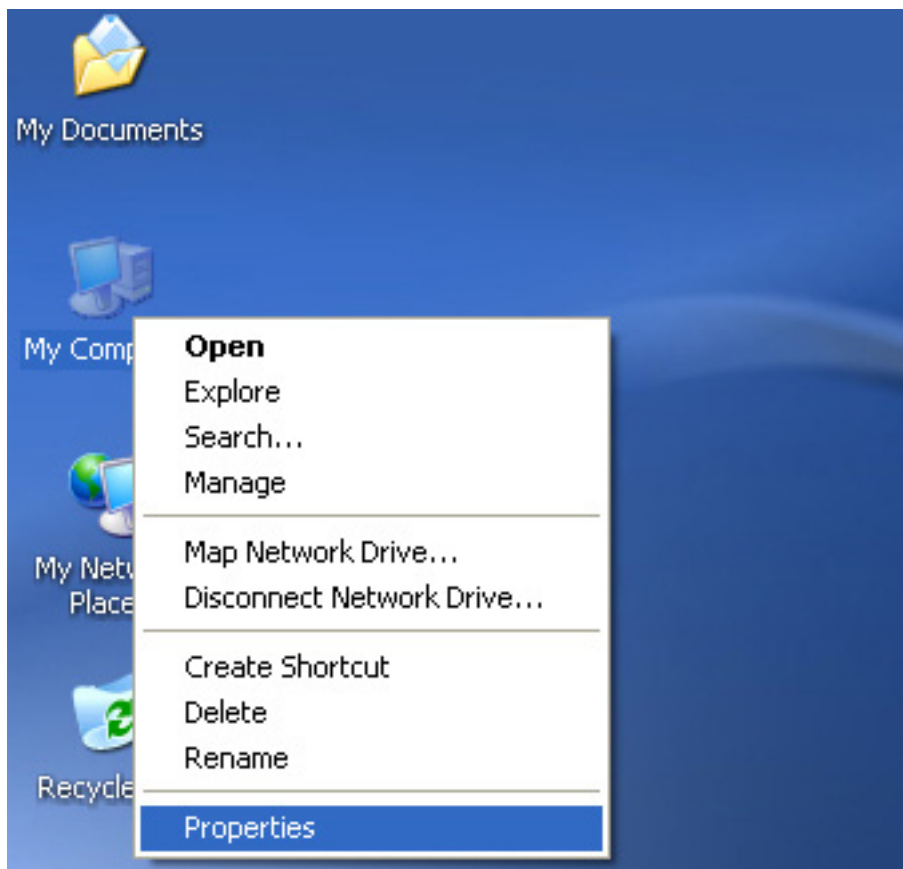 My Documents
My Comp
Open
Explore
Search...
Manage
Map Network Drive...
Disconnect Network Drive...
Create Shortcut
Delete
Rename
Properties
My Netw
Place
Recycle